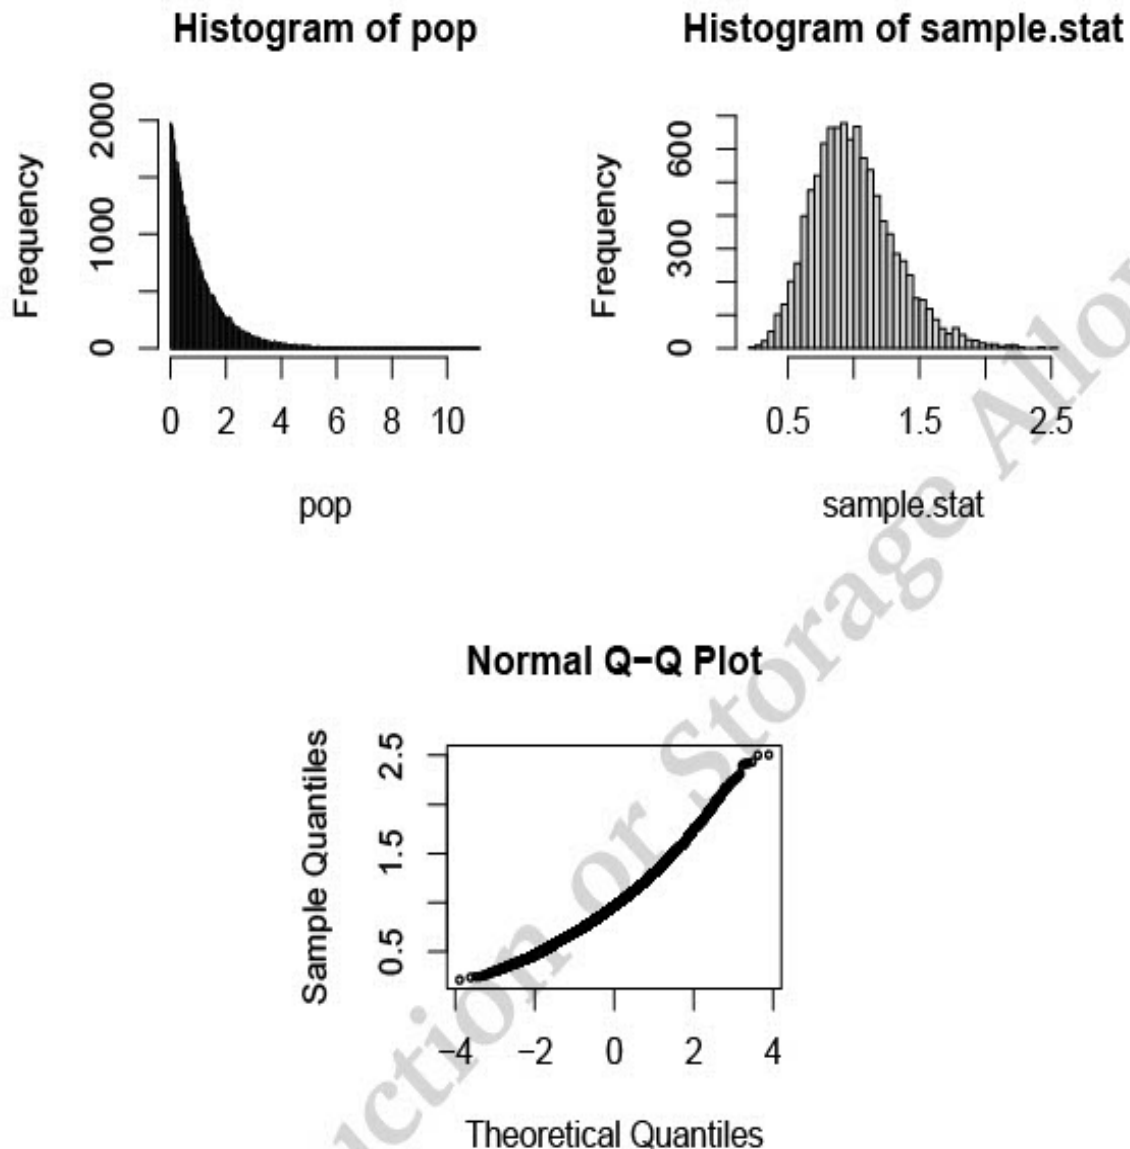 Histogram of pop
Frequency
0 1000 2000
0 2 4 6 8 10
pop
Histogram of sample.stat
Frequency
0 300 600
0.5 1.5 2.5
sample.stat
Normal Q−Q Plot
Sample Quantiles
0.5 1.5 2.5
−4 −2 0 2 4
Theoretical Quantiles
or Storage